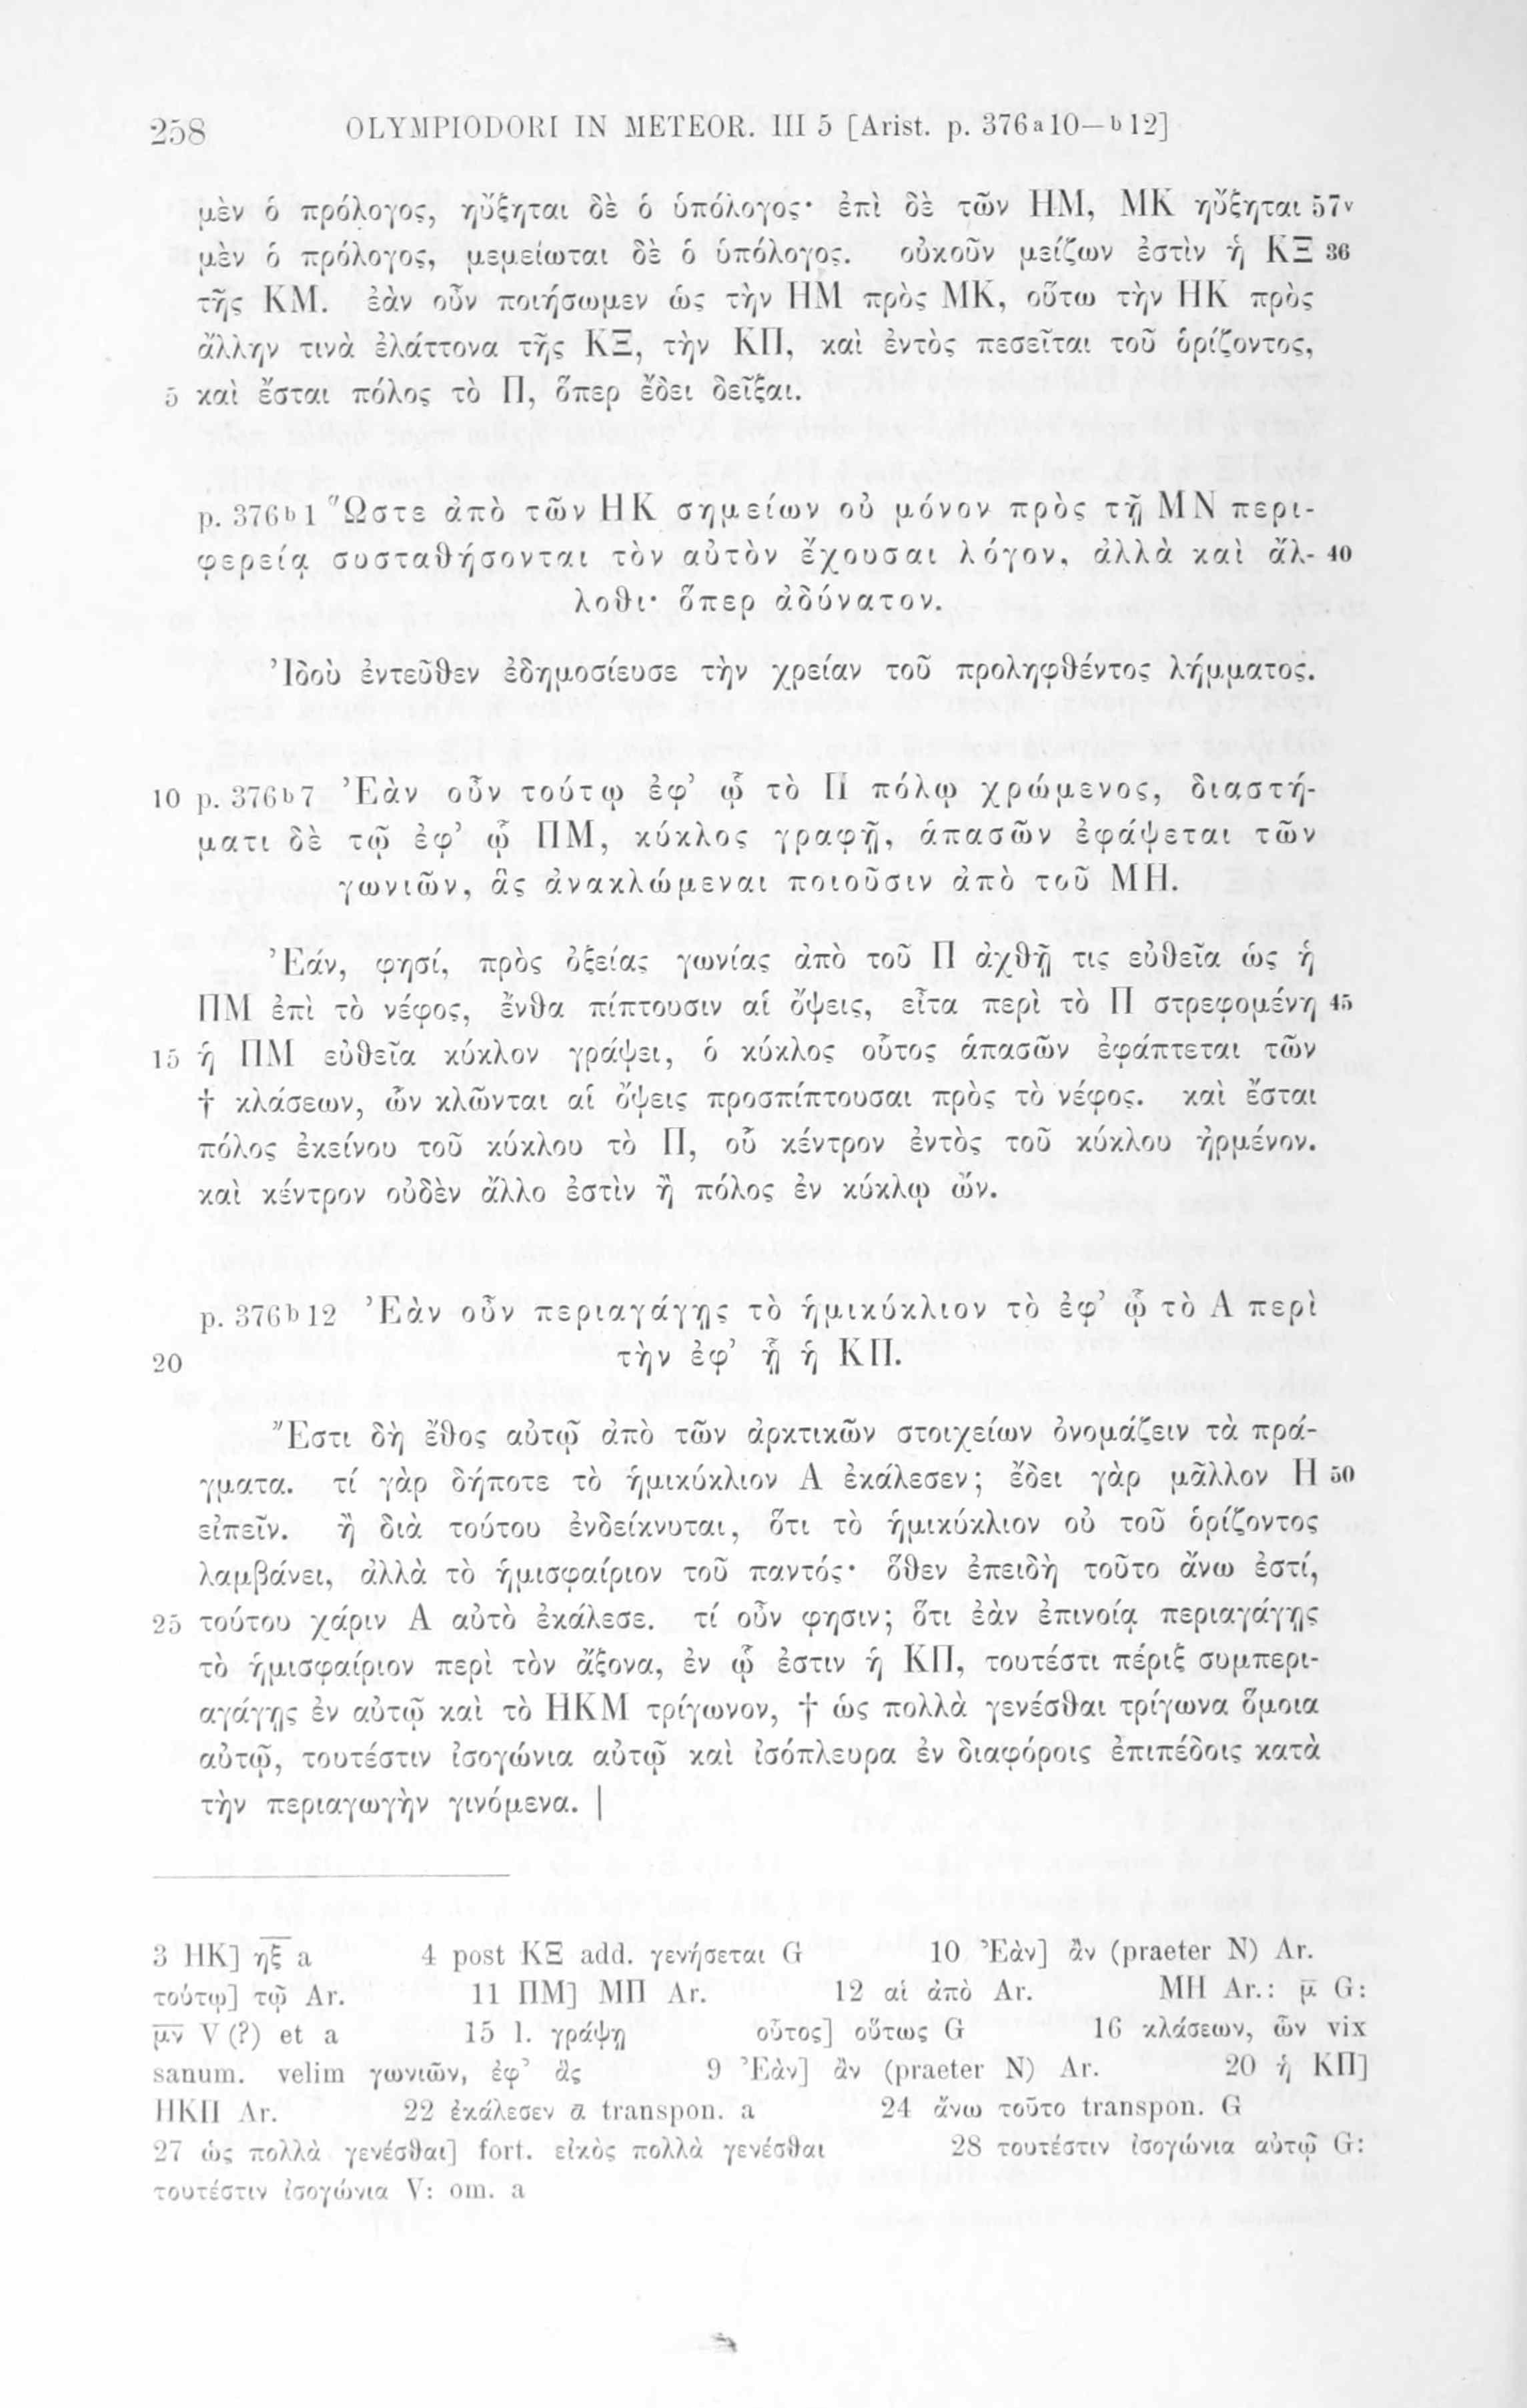 258 OLYMPIODORI IN METEOR. III 5 [Arist. p. 376a10—b12]
μὲν ὁ πρόλογος, ηὔξηται δὲ ὁ ὑπόλογος· ἐπὶ δὲ τῶν ΗΜ, ΜΚ ηὔξηται 57v
μὲν ὁ πρόλογος, μεμείωται δὲ ὁ ὑπόλογος. οὐκοῦν μείζων ἐστὶν ἡ ΚΞ 36
τῆς ΚΜ. ἐὰν οὖν ποιήσωμεν ὡς τὴν ΗΜ πρὸς ΜΚ, οὕτω τὴν ΗΚ πρὸς
ἄλλην τινὰ ἐλάττονα τῆς ΚΞ, τὴν ΚΠ, καὶ ἐντὸς πεσεῖται τοῦ ὁρίζοντος,
5 καὶ ἔσται πόλος τὸ Π, ὅπερ ἔδει δεῖξαι.
p. 376b1 Ὥστε ἀπὸ τῶν ΗΚ σημείων οὐ μόνον πρὸς τῇ ΜΝ περι-
φερείᾳ συσταθήσονται τὸν αὐτὸν ἔχουσαι λόγον, ἀλλὰ καὶ ἄλ- 40
λοθι· ὅπερ ἀδύνατον.
Ἰδοὺ ἐντεῦθεν ἐδημοσίευσε τὴν χρείαν τοῦ προληφθέντος λήμματος.
10 p. 376b7 Ἐὰν οὖν τούτῳ ἐφ’ ᾧ τὸ Π πόλῳ χρώμενος, διαστή-
ματι δὲ τῷ ἐφ’ ᾧ ΠΜ, κύκλος γραφῇ, ἁπασῶν ἐφάψεται τῶν
γωνιῶν, ἃς ἀνακλώμεναι ποιοῦσιν ἀπὸ τοῦ ΜΗ.
Ἐάν, φησί, πρὸς ὀξείας γωνίας ἀπὸ τοῦ Π ἀχθῇ τις εὐθεῖα ὡς ἡ
ΠΜ ἐπὶ τὸ νέφος, ἔνθα πίπτουσιν αἱ ὄψεις, εἶτα περὶ τὸ Π στρεφομένη 45
15 ἡ ΠΜ εὐθεῖα κύκλον γράψει, ὁ κύκλος οὗτος ἁπασῶν ἐφάπτεται τῶν
† κλάσεων, ὧν κλῶνται αἱ ὄψεις προσπίπτουσαι πρὸς τὸ νέφος. καὶ ἔσται
πόλος ἐκείνου τοῦ κύκλου τὸ Π, οὗ κέντρον ἐντὸς τοῦ κύκλου ἠρμένον.
καὶ κέντρον οὐδὲν ἄλλο ἐστὶν ἢ πόλος ἐν κύκλῳ ὤν.
p. 376b12 Ἐὰν οὖν περιαγάγῃς τὸ ἡμικύκλιον τὸ ἐφ’ ᾧ τὸ Α περὶ
20 τὴν ἐφ’ ᾗ ἡ ΚΠ.
Ἔστι δὴ ἔθος αὐτῷ ἀπὸ τῶν ἀρκτικῶν στοιχείων ὀνομάζειν τὰ πρά-
γματα. τί γὰρ δήποτε τὸ ἡμικύκλιον Α ἐκάλεσεν; ἔδει γὰρ μᾶλλον Η 50
εἰπεῖν. ἢ διὰ τούτου ἐνδείκνυται, ὅτι τὸ ἡμικύκλιον οὐ τοῦ ὁρίζοντος
λαμβάνει, ἀλλὰ τὸ ἡμισφαίριον τοῦ παντός· ὅθεν ἐπειδὴ τοῦτο ἄνω ἐστί,
25 τούτου χάριν Α αὐτὸ ἐκάλεσε. τί οὖν φησιν; ὅτι ἐὰν ἐπινοίᾳ περιαγάγῃς
τὸ ἡμισφαίριον περὶ τὸν ἄξονα, ἐν ᾧ ἐστιν ἡ ΚΠ, τουτέστι πέριξ συμπερι-
αγάγῃς ἐν αὐτῷ καὶ τὸ ΗΚΜ τρίγωνον, † ὡς πολλὰ γενέσθαι τρίγωνα ὅμοια
αὐτῷ, τουτέστιν ἰσογώνια αὐτῷ καὶ ἰσόπλευρα ἐν διαφόροις ἐπιπέδοις κατὰ
τὴν περιαγωγὴν γινόμενα. |
3 ΗΚ] η̅ξ̅ a 4 post ΚΞ add. γενήσεται G 10 Ἐὰν] ἂν (praeter N) Ar.
τούτῳ] τῷ Ar. 11 ΠΜ] ΜΠ Ar. 12 αἱ ἀπὸ Ar. ΜΗ Ar.: μ̅ G:
μ̅ν̅ V (?) et a 15 l. γράψῃ οὗτος] οὕτως G 16 κλάσεων, ὧν vix
sanum. velim γωνιῶν, ἐφ’ ἃς 9 Ἐὰν] ἂν (praeter N) Ar. 20 ἡ ΚΠ]
ΗΚΠ Ar. 22 ἐκάλεσεν α̅ transpon. a 24 ἄνω τοῦτο transpon. G
27 ὡς πολλὰ γενέσθαι] fort. εἰκὸς πολλὰ γενέσθαι 28 τουτέστιν ἰσογώνια αὐτῷ G:
τουτέστιν ἰσογώνια V: om. a